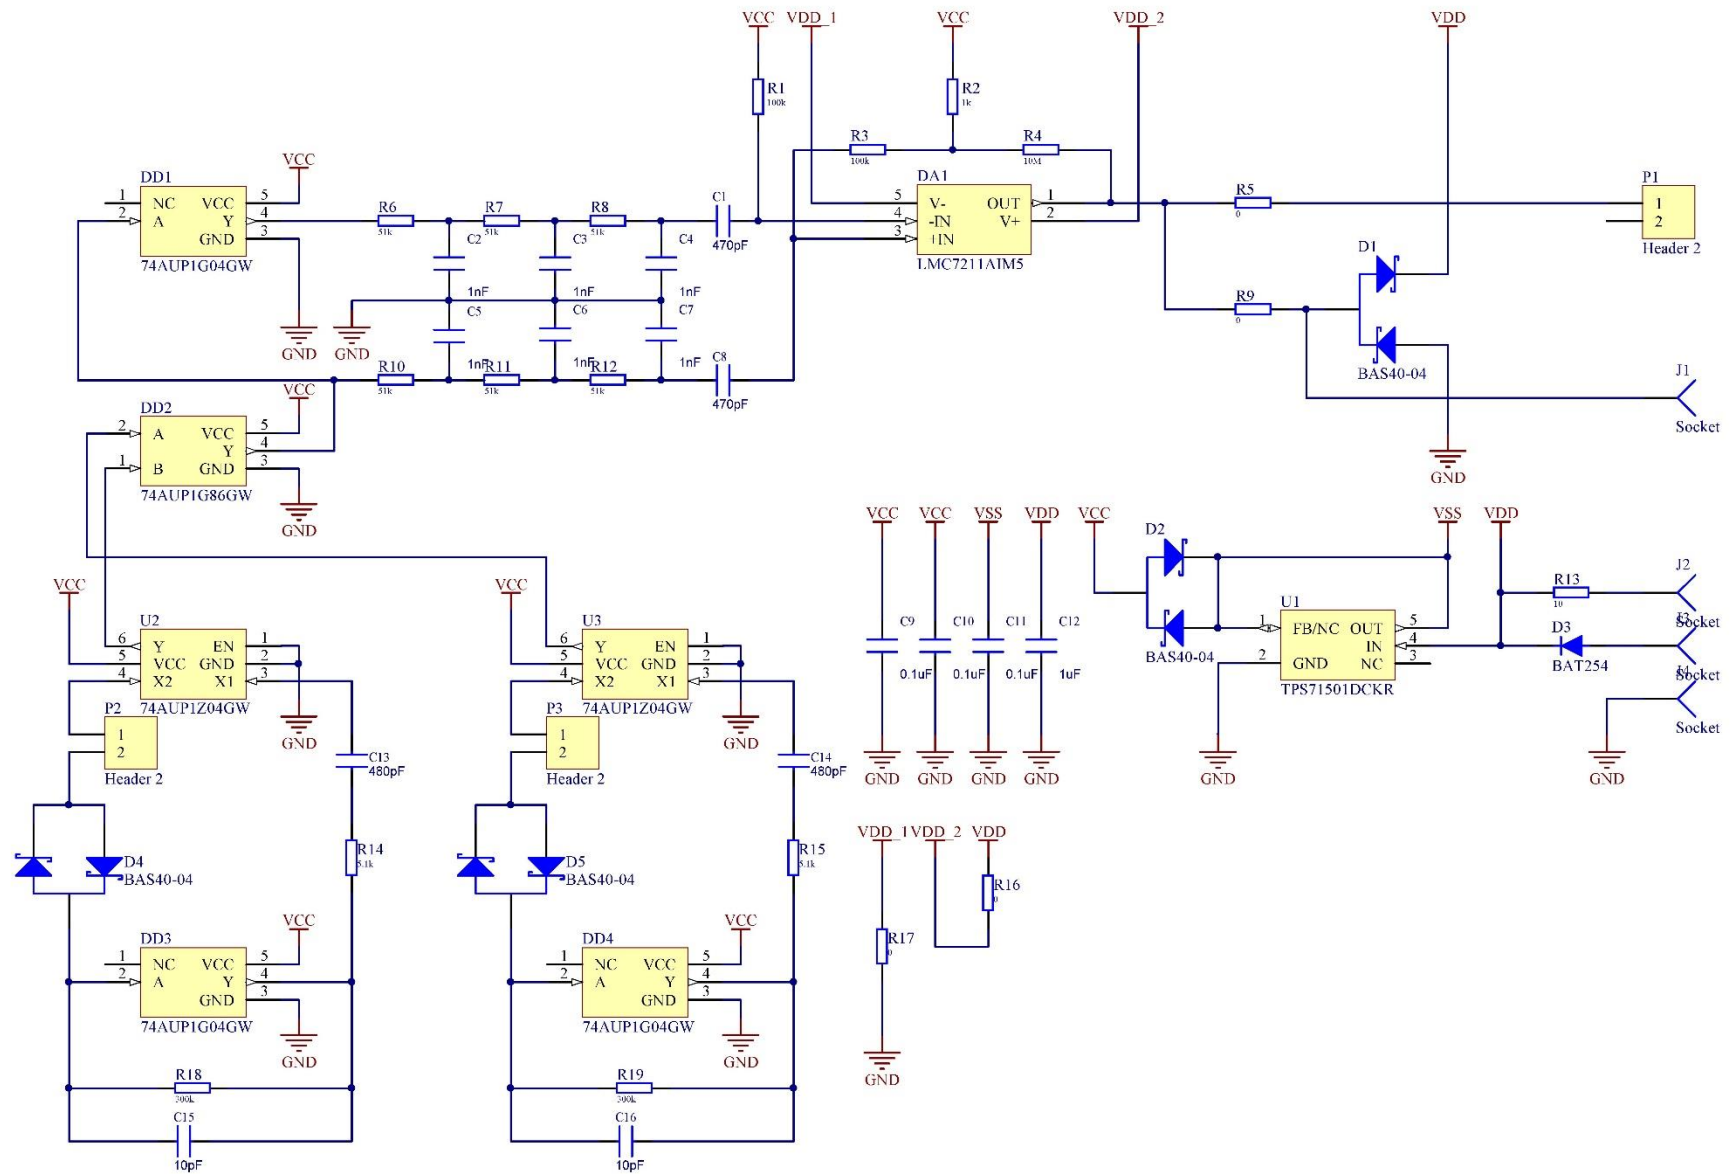 VCC
VDD_1
VCC
VDD_2
VDD
R1
100k
R2
1k
R3
100k
R4
10M
VCC
DD1
1 NC VCC 5
2 A Y 4
GND 3
74AUP1G04GW
GND
R6
51k
R7
51k
R8
51k
C1
470pF
C2
1nF
C3
1nF
C4
1nF
GND
C5
1nF
C6
1nF
C7
1nF
R10
51k
R11
51k
R12
51k
C8
470pF
DA1
5 V- OUT 1
4 -IN V+ 2
3 +IN
LMC7211AIM5
R5
0
P1
1
2
Header 2
D1
BAS40-04
R9
0
GND
J1
Socket
VCC
DD2
2 A VCC 5
Y 4
1 B GND 3
74AUP1G86GW
GND
VCC
U2
6 Y EN 1
5 VCC GND 2
4 X2 X1 3
74AUP1Z04GW
GND
P2
1
2
Header 2
C13
480pF
D4
BAS40-04
R14
5.1k
VCC
DD3
1 NC VCC 5
2 A Y 4
GND 3
74AUP1G04GW
GND
R18
300k
C15
10pF
VCC
U3
6 Y EN 1
5 VCC GND 2
4 X2 X1 3
74AUP1Z04GW
GND
P3
1
2
Header 2
C14
480pF
D5
BAS40-04
R15
5.1k
VCC
DD4
1 NC VCC 5
2 A Y 4
GND 3
74AUP1G04GW
GND
R19
300k
C16
10pF
VCC VCC VSS VDD
C9 C10 C11 C12
0.1uF 0.1uF 0.1uF 1uF
GND GND GND GND
VCC
D2
BAS40-04
VSS
VDD
U1
1 FB/NC OUT 5
IN 4
2 GND NC 3
TPS71501DCKR
GND
R13
10
D3
BAT254
J2
Socket
J3
Socket
J4
Socket
GND
VDD_1 VDD_2 VDD
R16
0
R17
0
GND